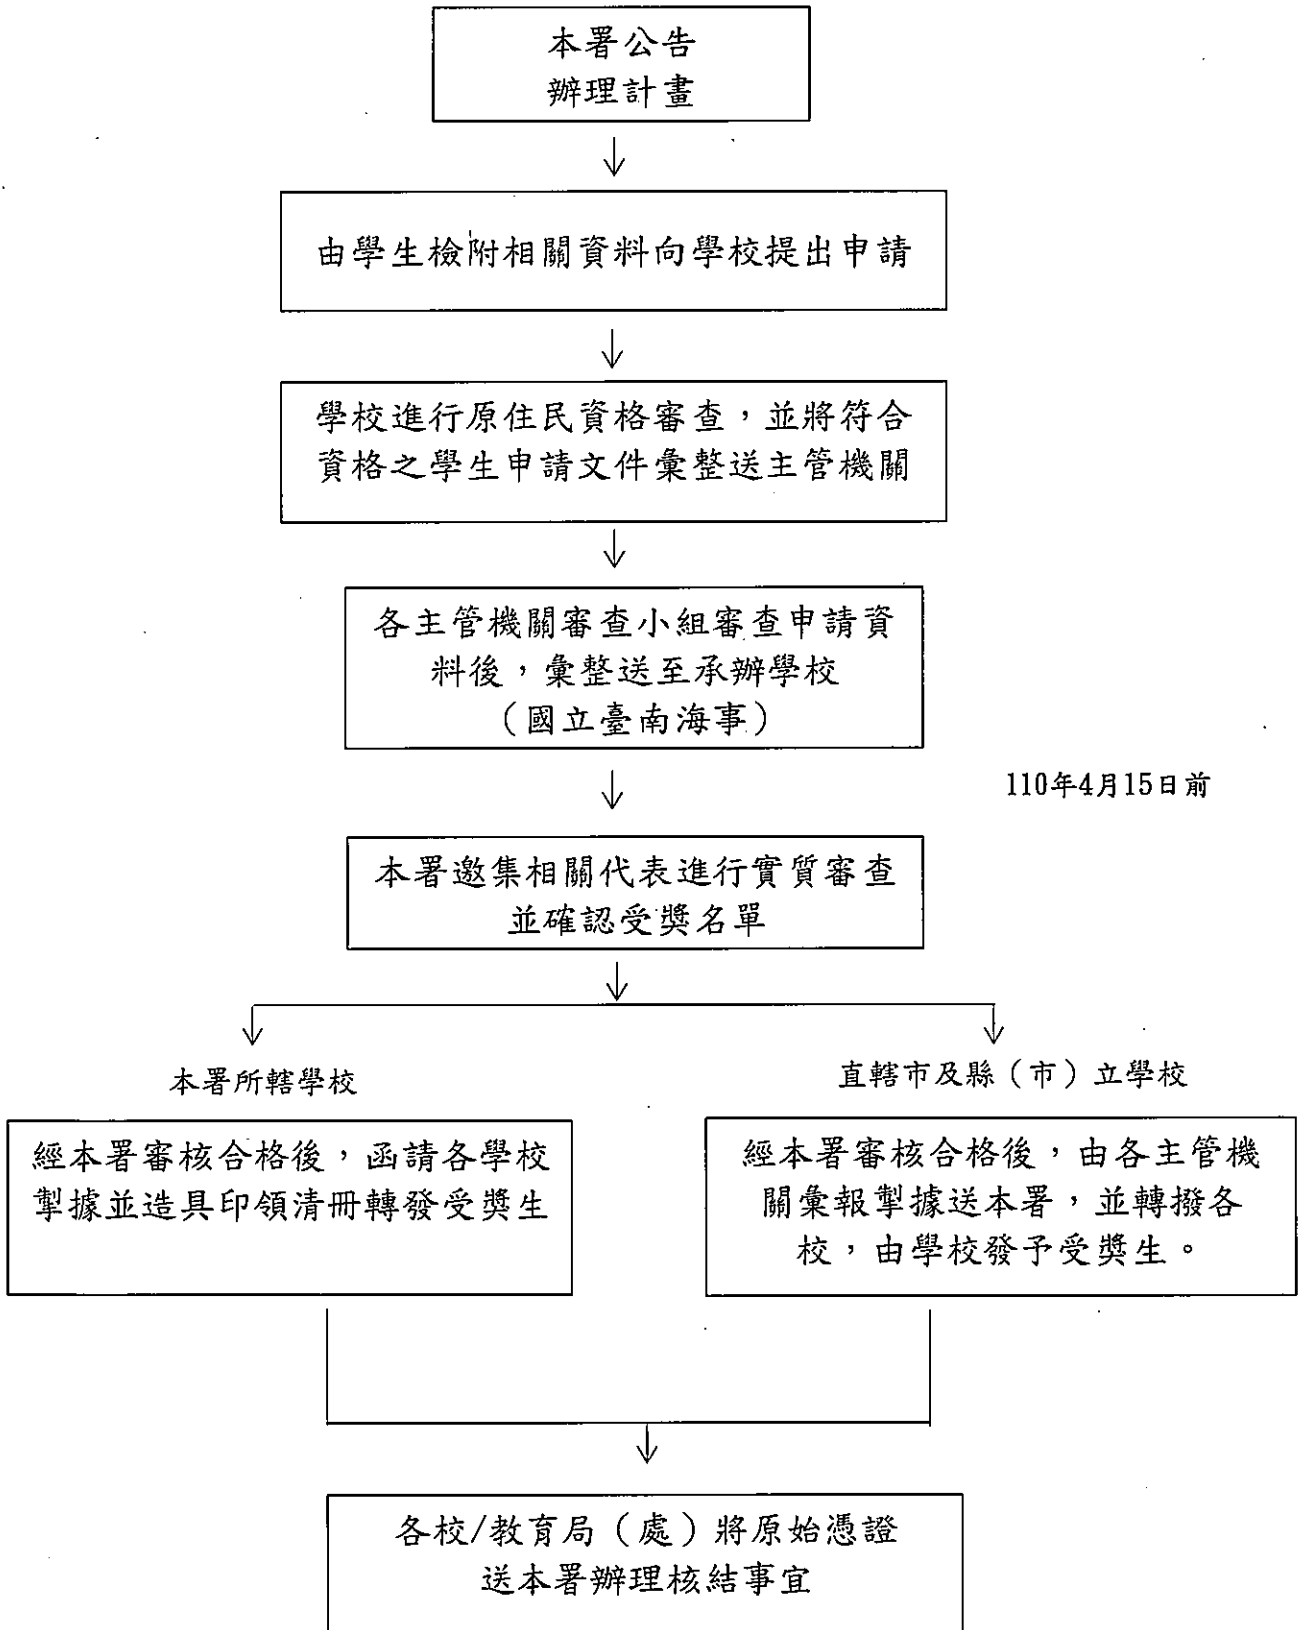 本署公告
辦理計畫
由學生檢附相關資料向學校提出申請
學校進行原住民資格審查，並將符合
資格之學生申請文件彙整送主管機關
各主管機關審查小組審查申請資
料後，彙整送至承辦學校
（國立臺南海事）
110年4月15日前
本署邀集相關代表進行實質審查
並確認受獎名單
本署所轄學校
經本署審核合格後，函請各學校
掣據並造具印領清冊轉發受獎生
直轄市及縣（市）立學校
經本署審核合格後，由各主管機
關彙報掣據送本署，並轉撥各
校，由學校發予受獎生。
各校/教育局（處）將原始憑證
送本署辦理核結事宜